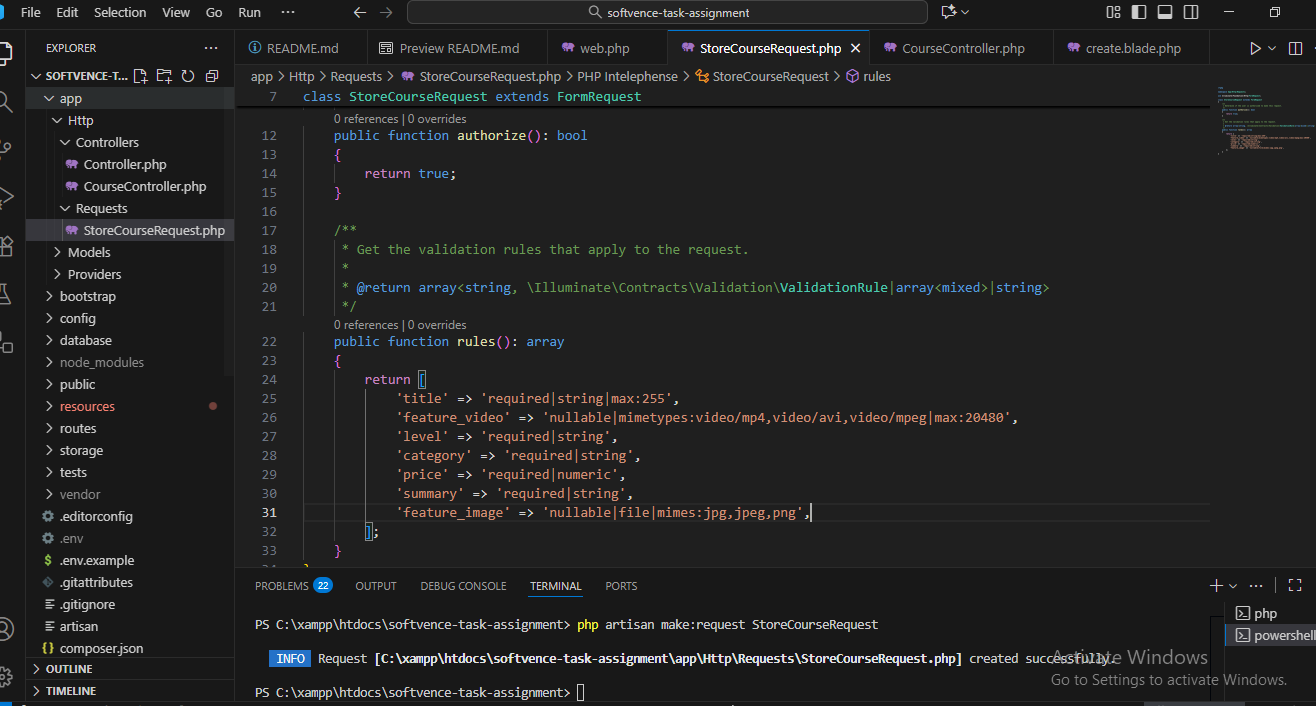 File Edit Selection View Go Run ··· softvence-task-assignment
EXPLORER ···
SOFTVENCE-T...
app
Http
Controllers
Controller.php
CourseController.php
Requests
StoreCourseRequest.php
Models
Providers
bootstrap
config
database
node_modules
public
resources
routes
storage
tests
vendor
.editorconfig
.env
.env.example
.gitattributes
.gitignore
artisan
composer.json
OUTLINE
TIMELINE
README.md Preview README.md web.php StoreCourseRequest.php CourseController.php create.blade.php
app > Http > Requests > StoreCourseRequest.php > PHP Intelephense > StoreCourseRequest > rules
7 class StoreCourseRequest extends FormRequest
0 references | 0 overrides
12 public function authorize(): bool
13 {
14 return true;
15 }
16
17 /**
18 * Get the validation rules that apply to the request.
19 *
20 * @return array<string, \Illuminate\Contracts\Validation\ValidationRule|array<mixed>|string>
21 */
0 references | 0 overrides
22 public function rules(): array
23 {
24 return [
25 'title' => 'required|string|max:255',
26 'feature_video' => 'nullable|mimetypes:video/mp4,video/avi,video/mpeg|max:20480',
27 'level' => 'required|string',
28 'category' => 'required|string',
29 'price' => 'required|numeric',
30 'summary' => 'required|string',
31 'feature_image' => 'nullable|file|mimes:jpg,jpeg,png',
32 ];
33 }
PROBLEMS 22 OUTPUT DEBUG CONSOLE TERMINAL PORTS
PS C:\xampp\htdocs\softvence-task-assignment> php artisan make:request StoreCourseRequest
INFO Request [C:\xampp\htdocs\softvence-task-assignment\app\Http\Requests\StoreCourseRequest.php] created successfully.
PS C:\xampp\htdocs\softvence-task-assignment>
php
powershell
Activate Windows
Go to Settings to activate Windows.